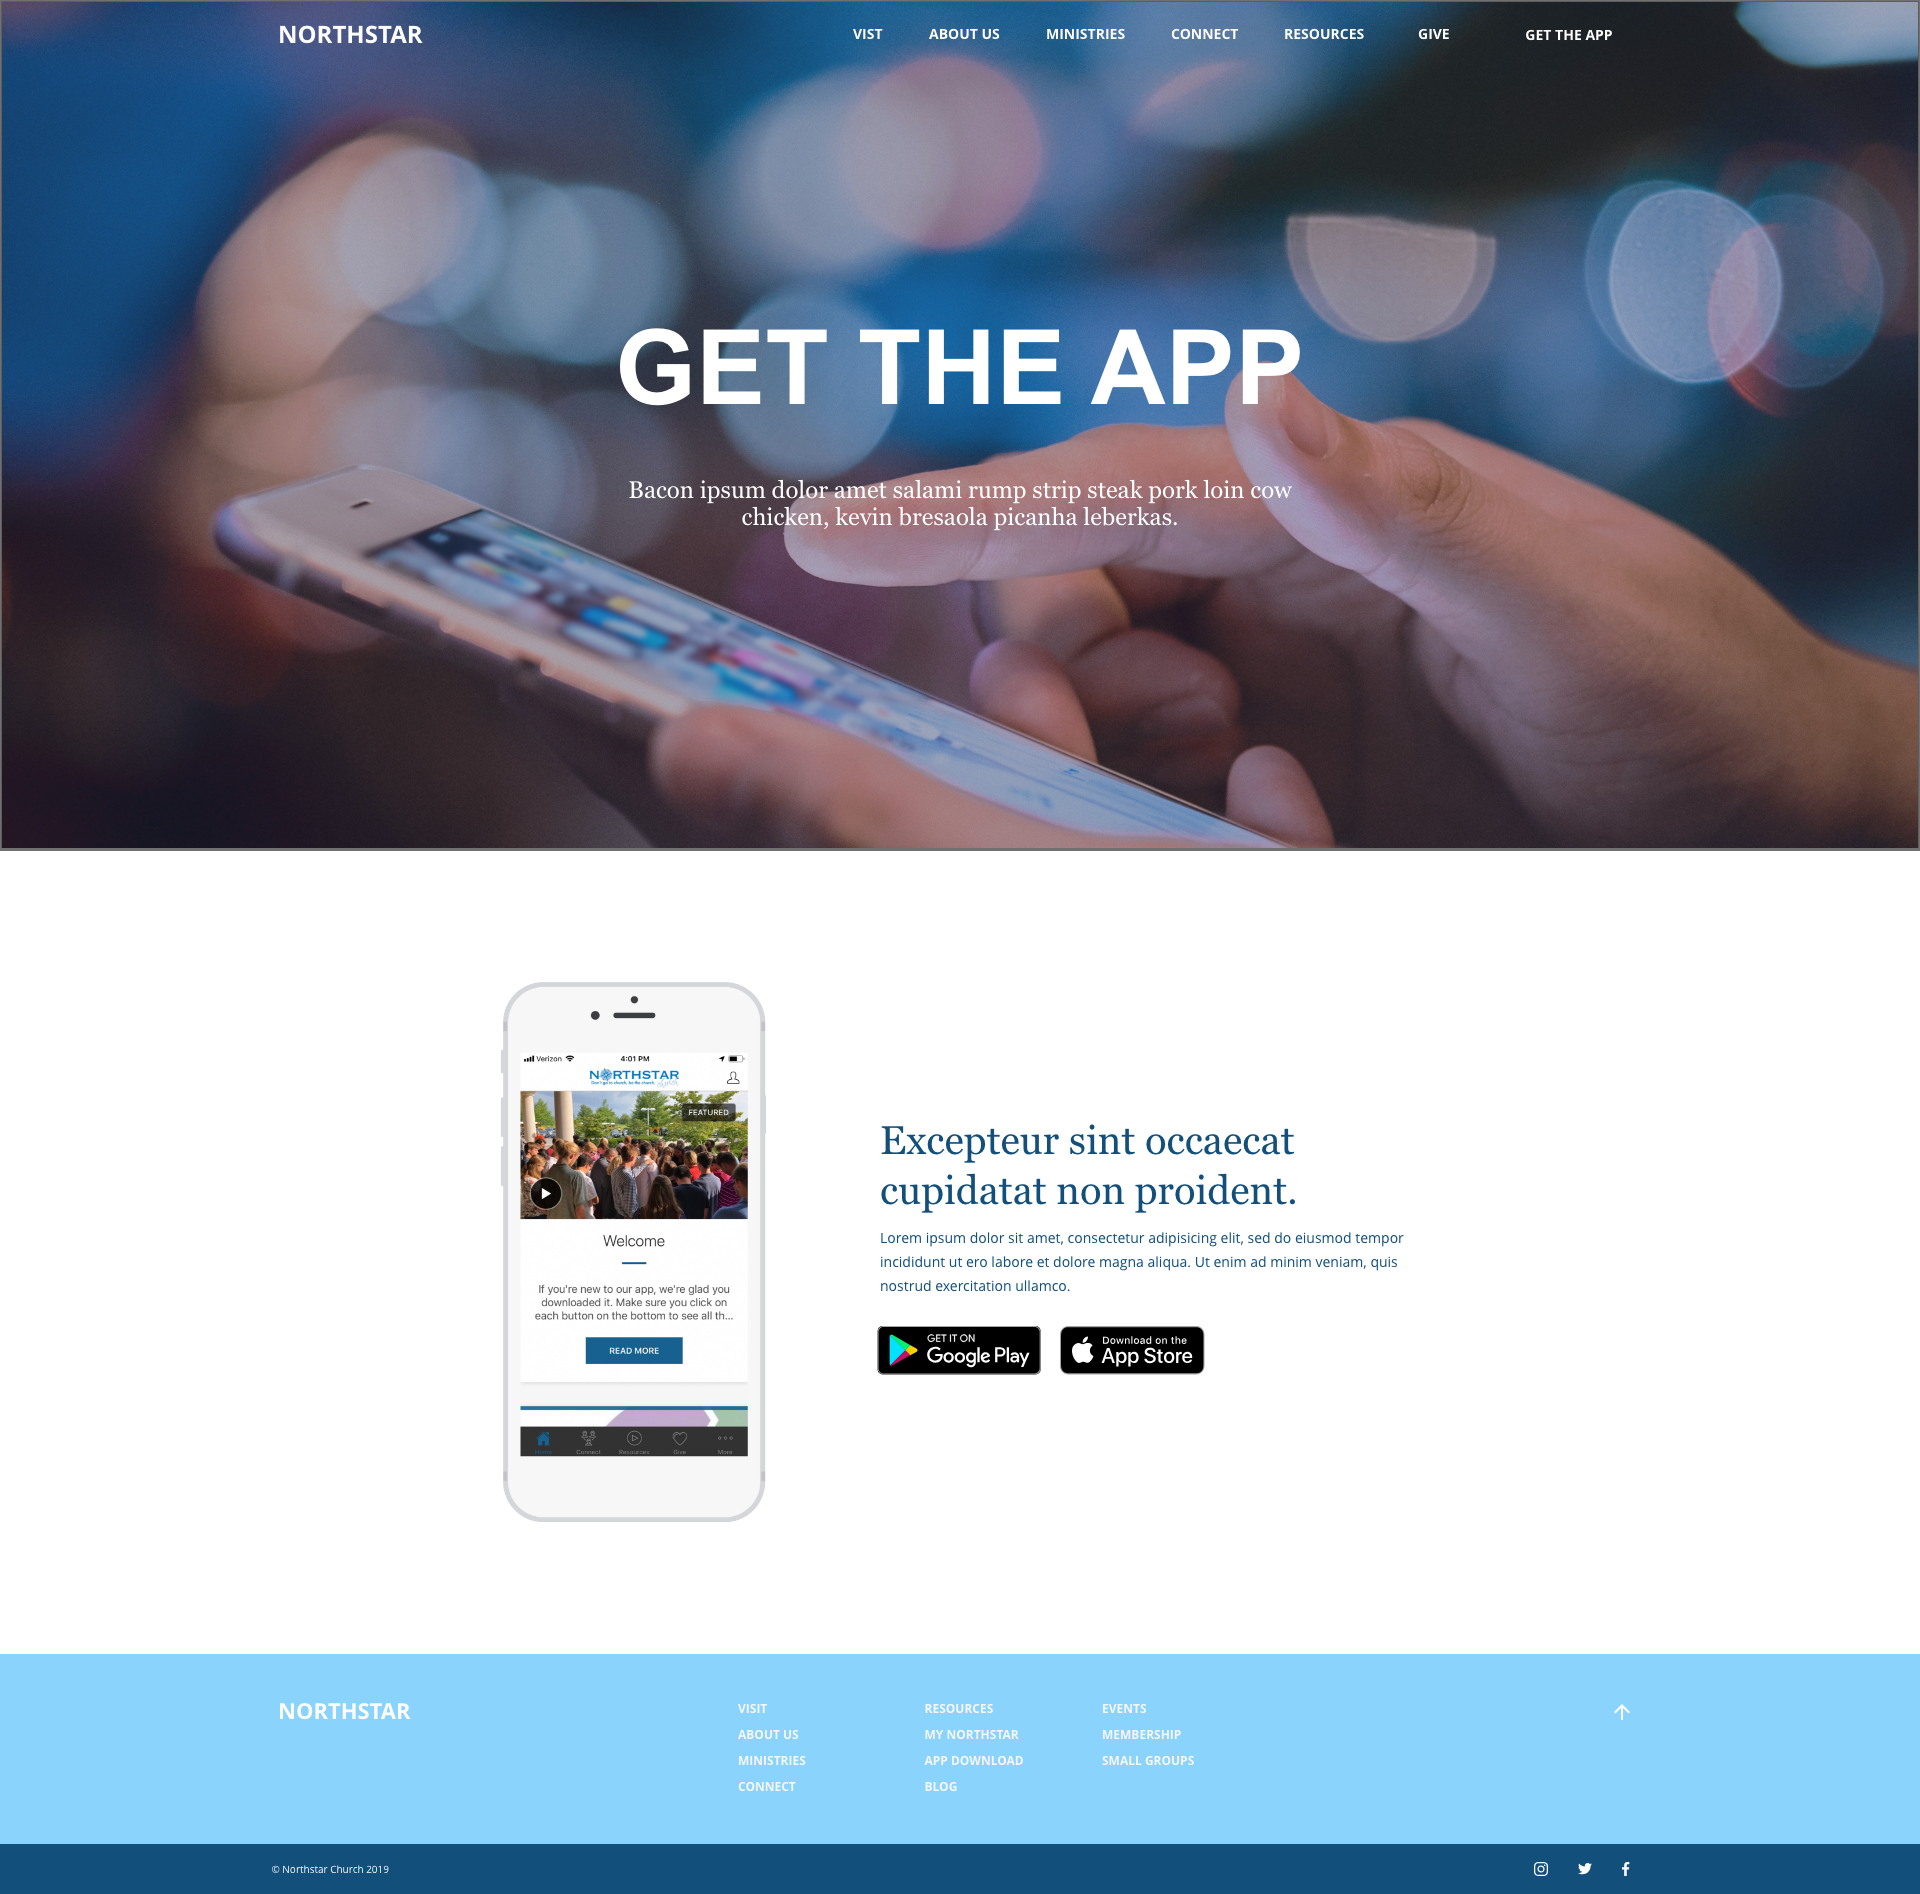 NORTHSTAR
VIST
ABOUT US
MINISTRIES
CONNECT
RESOURCES
GIVE
GET THE APP
GET THE APP
Bacon ipsum dolor amet salami rump strip steak pork loin cow
chicken, kevin bresaola picanha leberkas.
Verizon
4:01 PM
NORTHSTAR
Don't go to church, be the church
FEATURED
Welcome
If you're new to our app, we're glad you
downloaded it. Make sure you click on
each button on the bottom to see all th...
READ MORE
Home
Connect
Resources
Give
More
Excepteur sint occaecat
cupidatat non proident.
Lorem ipsum dolor sit amet, consectetur adipisicing elit, sed do eiusmod tempor
incididunt ut ero labore et dolore magna aliqua. Ut enim ad minim veniam, quis
nostrud exercitation ullamco.
GET IT ON
Google Play
Download on the
App Store
NORTHSTAR
VISIT
ABOUT US
MINISTRIES
CONNECT
RESOURCES
MY NORTHSTAR
APP DOWNLOAD
BLOG
EVENTS
MEMBERSHIP
SMALL GROUPS
© Northstar Church 2019